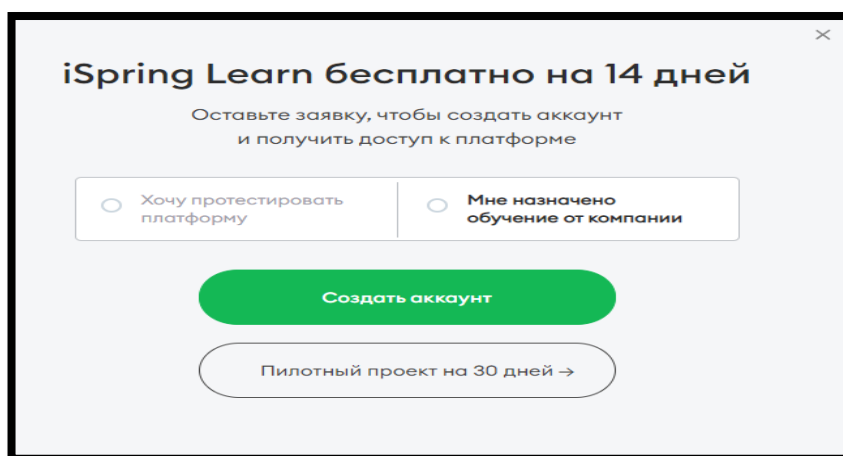 iSpring Learn бесплатно на 14 дней
Оставьте заявку, чтобы создать аккаунт
и получить доступ к платформе
Хочу протестировать
платформу
Мне назначено
обучение от компании
Создать аккаунт
Пилотный проект на 30 дней →